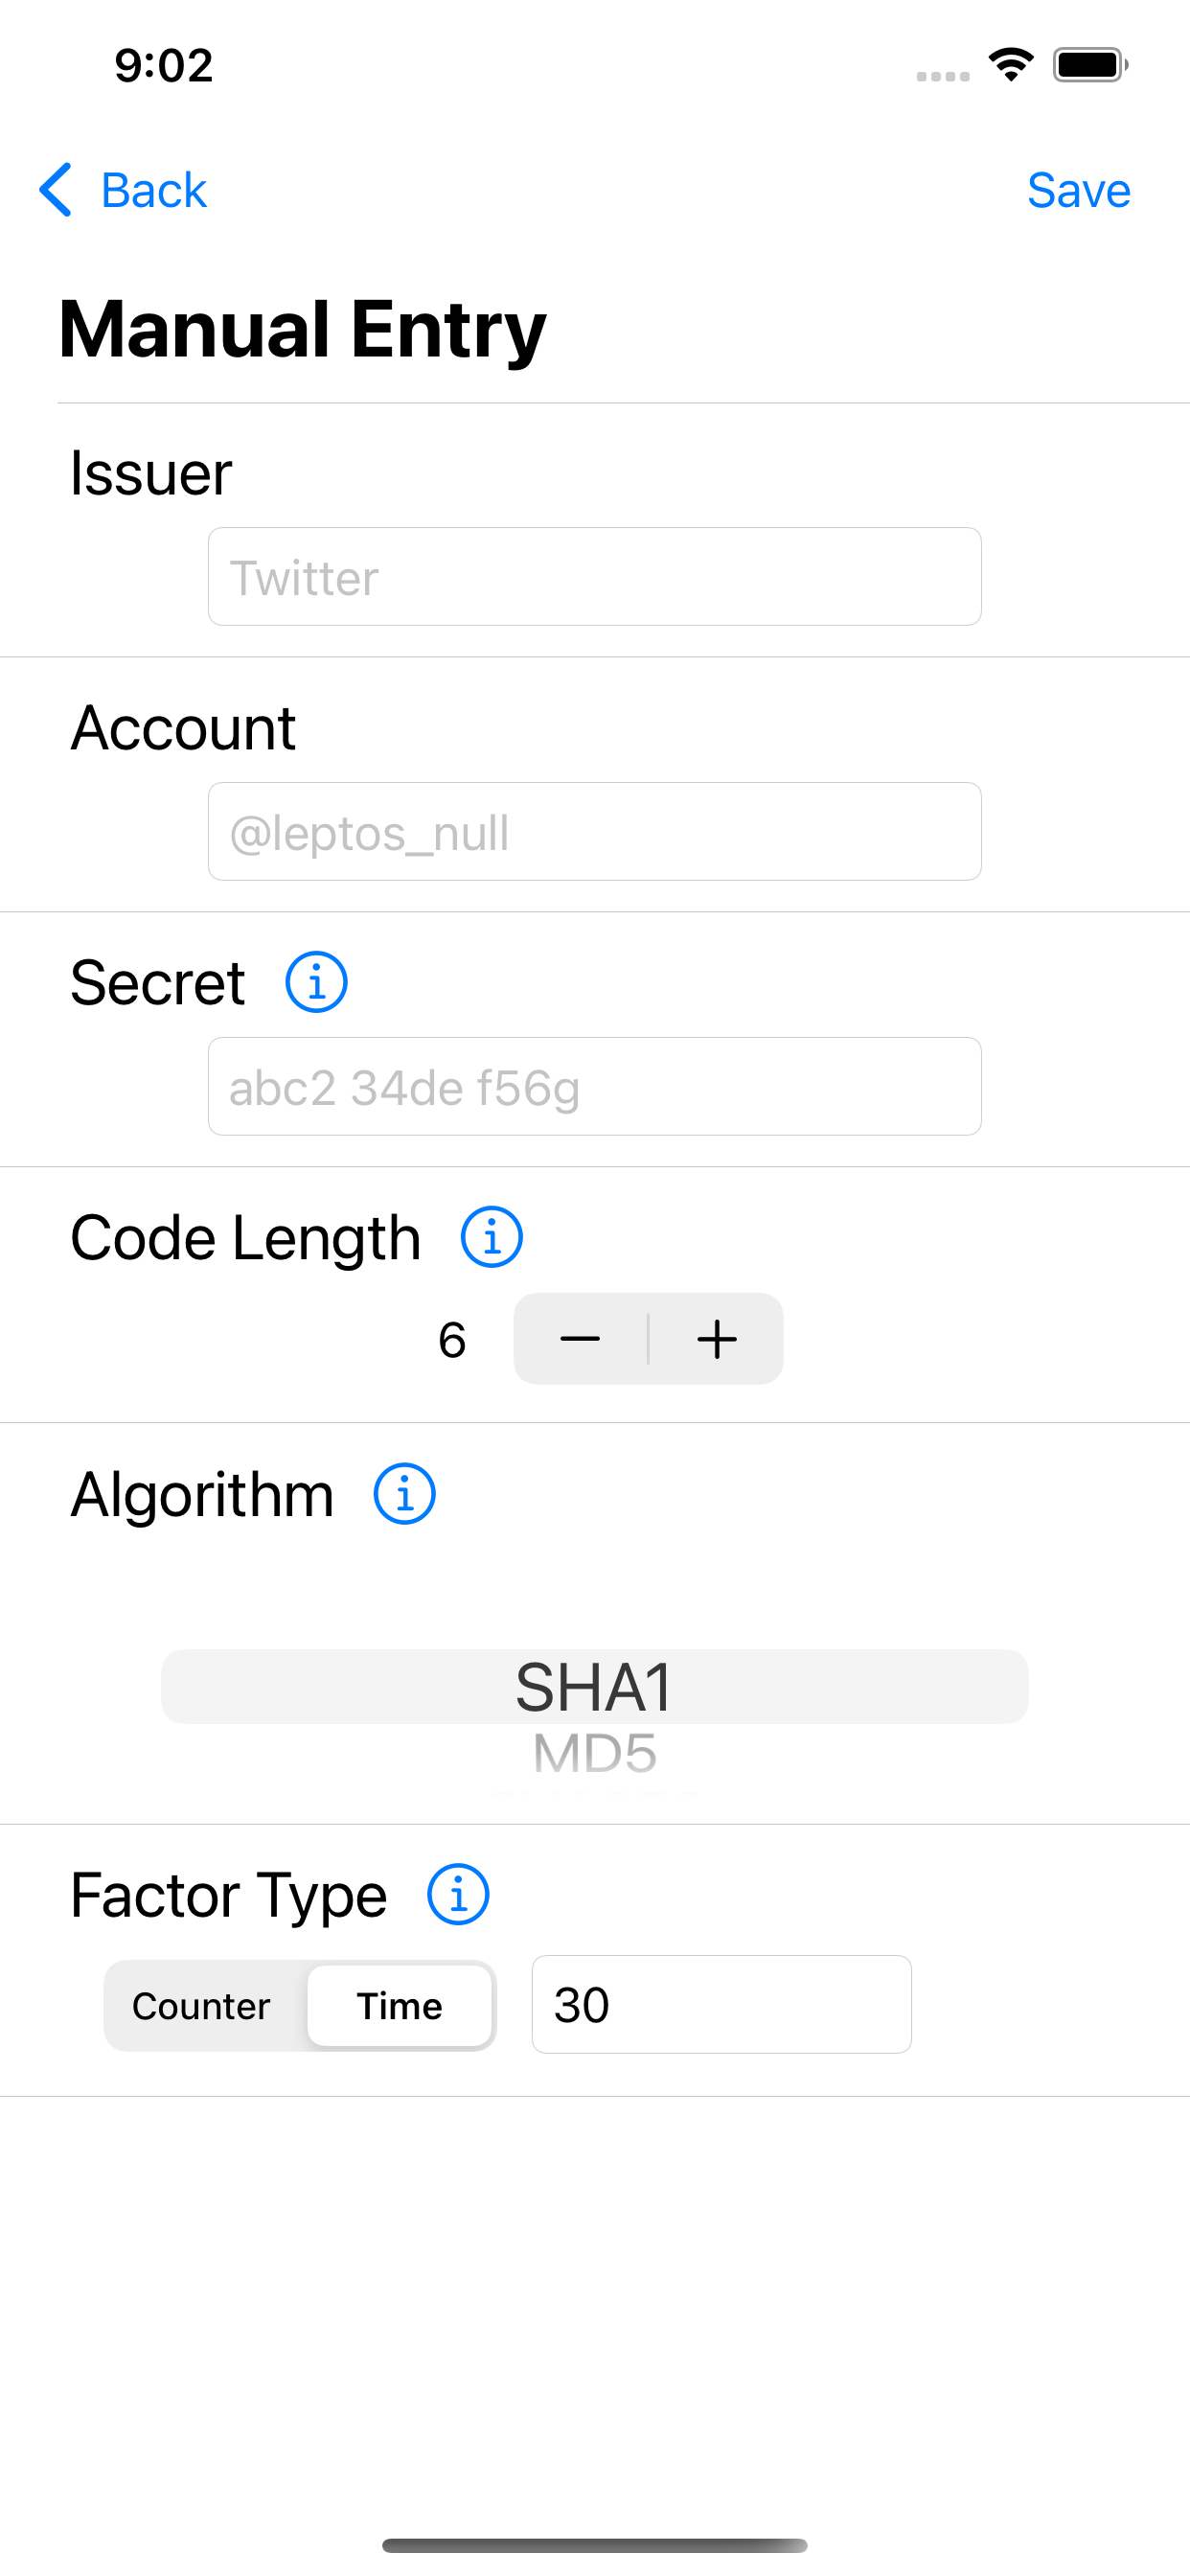 9:02
Back
Save
Manual Entry
Issuer
Twitter
Account
@leptos_null
Secret
abc2 34de f56g
Code Length
6
Algorithm
SHA1
MD5
Factor Type
Counter
Time
30